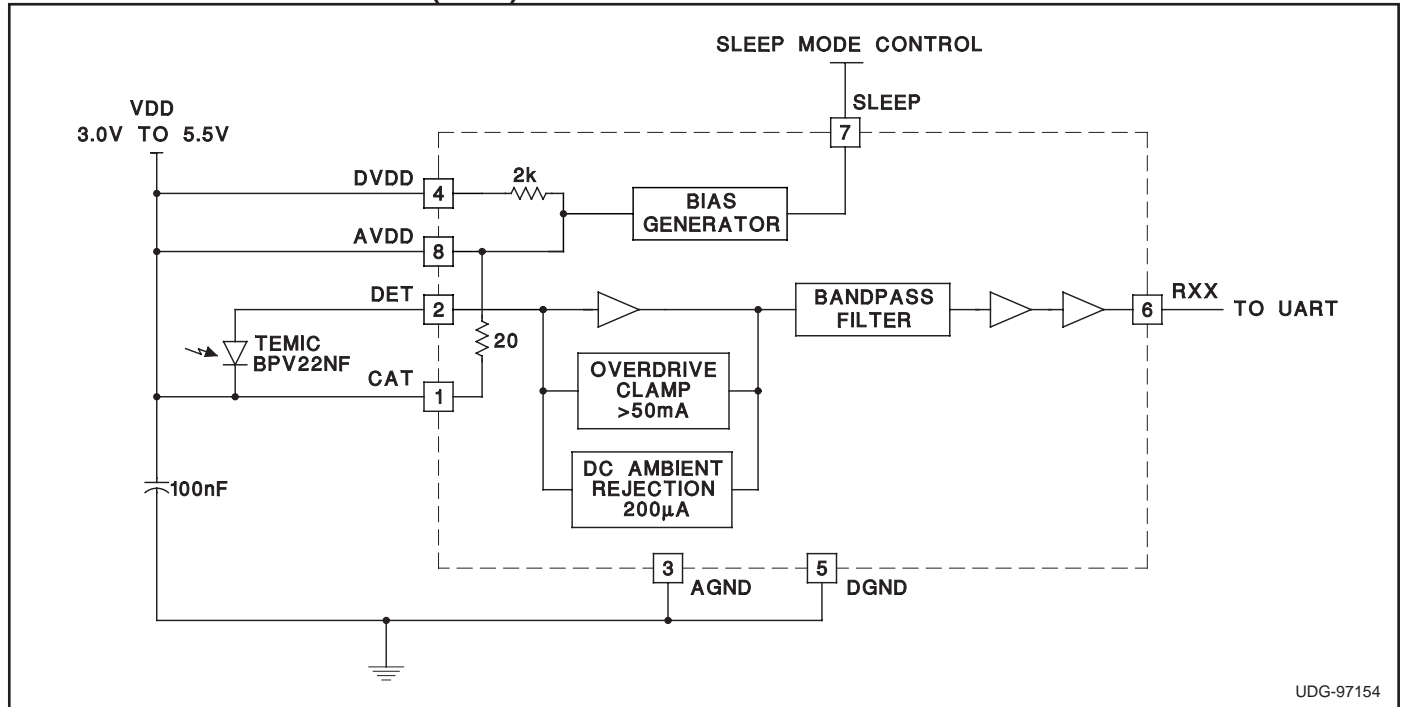 SLEEP MODE CONTROL
SLEEP
7
VDD
3.0V TO 5.5V
DVDD
4
2k
BIAS
GENERATOR
AVDD
8
DET
2
20
BANDPASS
FILTER
6
RXX
TO UART
TEMIC
BPV22NF
CAT
1
OVERDRIVE
CLAMP
>50mA
DC AMBIENT
REJECTION
200µA
100nF
3
AGND
5
DGND
UDG-97154